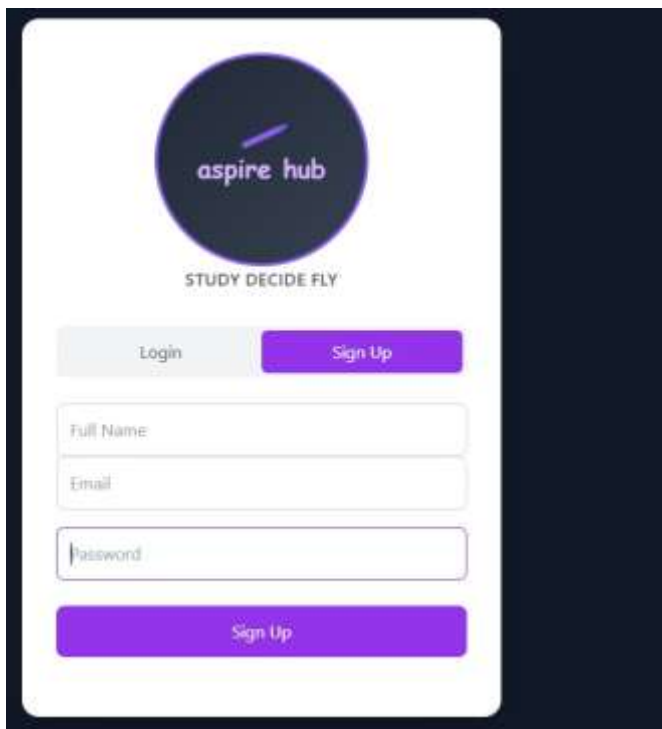 aspire hub
STUDY DECIDE FLY
Login Sign Up
Full Name
Email
Password
Sign Up